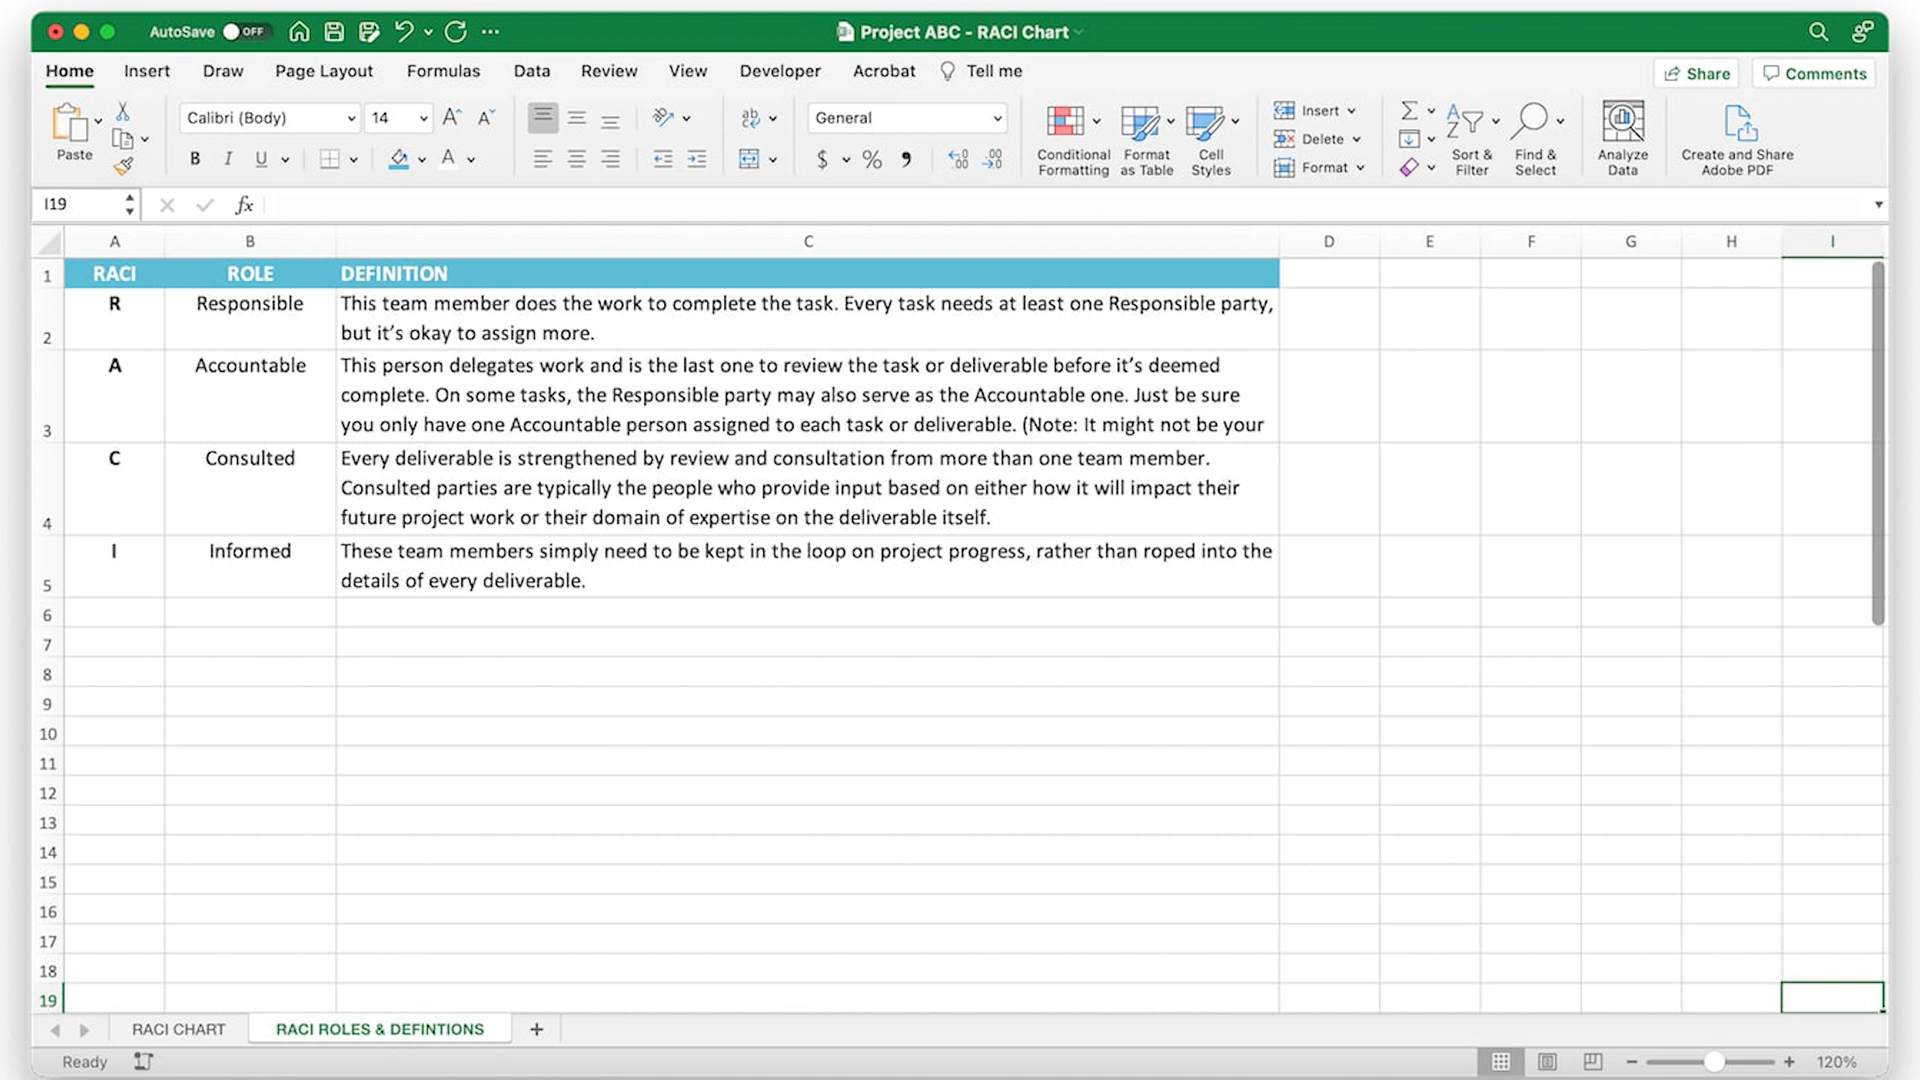 AutoSave OFF
Project ABC - RACI Chart
Home Insert Draw Page Layout Formulas Data Review View Developer Acrobat Tell me Share Comments
Paste
Calibri (Body) 14
B I U A
General
$ %
Conditional Formatting
Format as Table
Cell Styles
Insert
Delete
Format
Sort & Filter
Find & Select
Analyze Data
Create and Share Adobe PDF
I19 fx
A B C D E F G H I
1 RACI ROLE DEFINITION
R Responsible This team member does the work to complete the task. Every task needs at least one Responsible party,
2 but it’s okay to assign more.
A Accountable This person delegates work and is the last one to review the task or deliverable before it’s deemed
complete. On some tasks, the Responsible party may also serve as the Accountable one. Just be sure
3 you only have one Accountable person assigned to each task or deliverable. (Note: It might not be your
C Consulted Every deliverable is strengthened by review and consultation from more than one team member.
Consulted parties are typically the people who provide input based on either how it will impact their
4 future project work or their domain of expertise on the deliverable itself.
I Informed These team members simply need to be kept in the loop on project progress, rather than roped into the
5 details of every deliverable.
6
7
8
9
10
11
12
13
14
15
16
17
18
19
RACI CHART RACI ROLES & DEFINTIONS +
Ready 120%